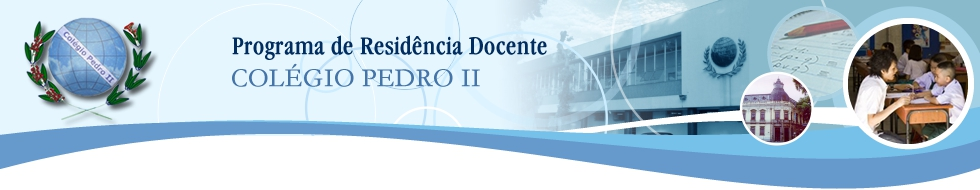 Colégio Pedro II
Programa de Residência Docente
COLÉGIO PEDRO II